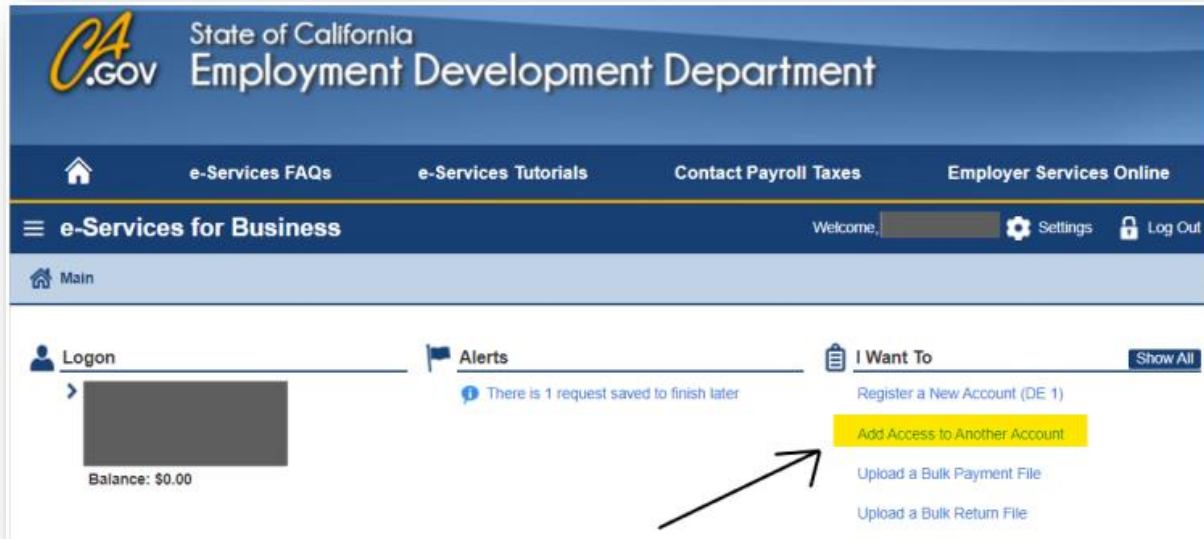 CA
.GOV
State of California
Employment Development Department
e-Services FAQs e-Services Tutorials Contact Payroll Taxes Employer Services Online
e-Services for Business Welcome, Settings Log Out
Main
Logon Alerts I Want To Show All
There is 1 request saved to finish later Register a New Account (DE 1)
Add Access to Another Account
Balance: $0.00 Upload a Bulk Payment File
Upload a Bulk Return File